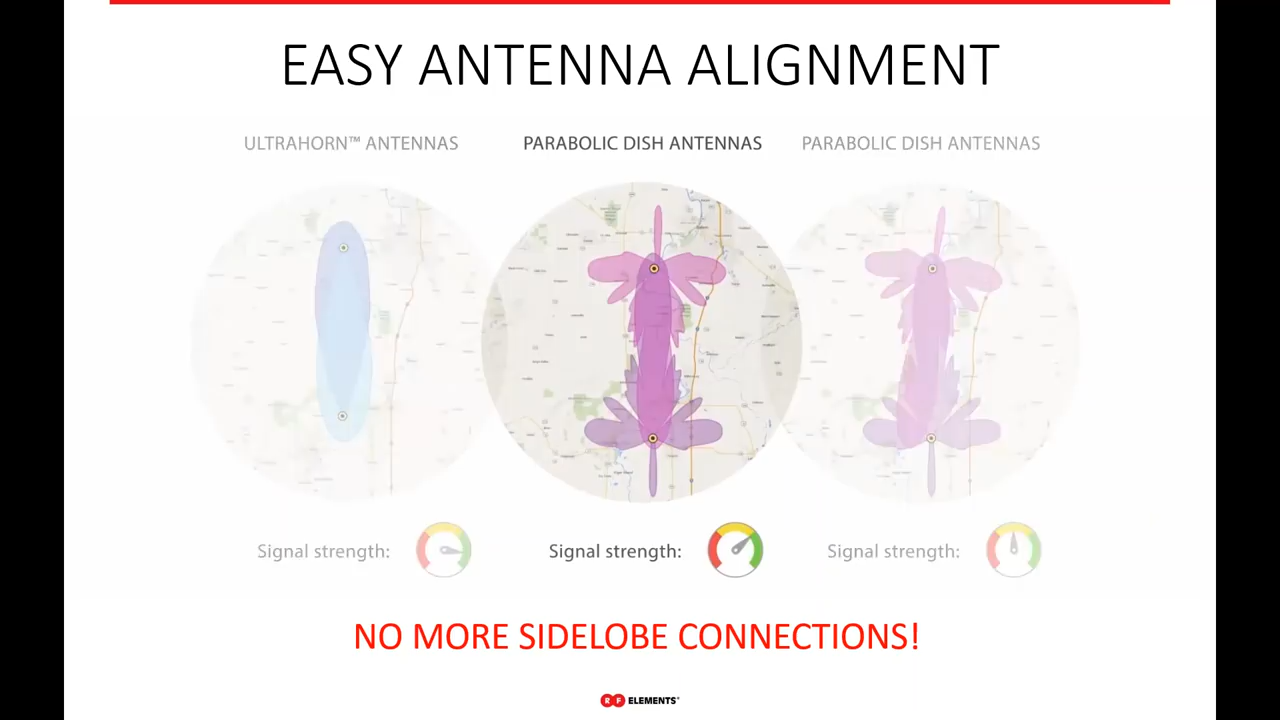 EASY ANTENNA ALIGNMENT
ULTRAHORN™ ANTENNAS
PARABOLIC DISH ANTENNAS
PARABOLIC DISH ANTENNAS
Signal strength:
Signal strength:
Signal strength:
NO MORE SIDELOBE CONNECTIONS!
RF ELEMENTS®